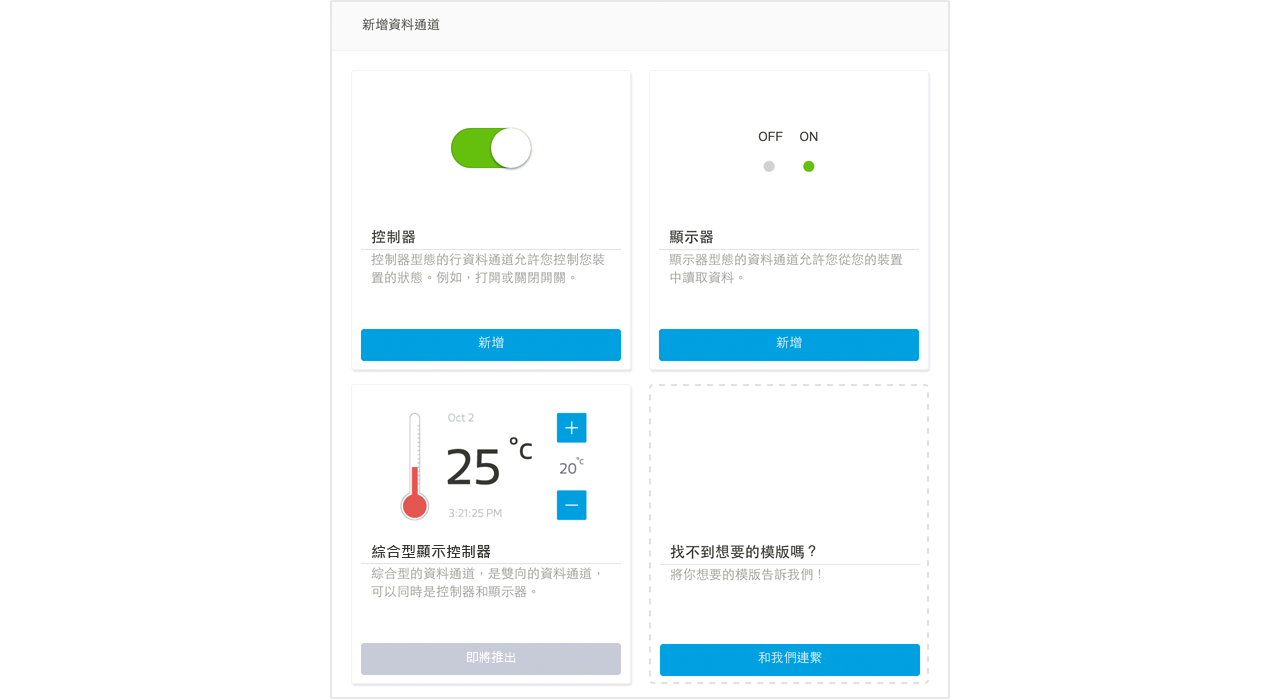 新增資料通道
OFF ON
控制器
控制器型態的行資料通道允許您控制您裝
置的狀態。例如，打開或關閉開關。
新增
顯示器
顯示器型態的資料通道允許您從您的裝置
中讀取資料。
新增
Oct 2
25 °C
3:21:25 PM
+
20°C
−
綜合型顯示控制器
綜合型的資料通道，是雙向的資料通道，
可以同時是控制器和顯示器。
即將推出
找不到想要的模版嗎？
將你想要的模版告訴我們！
和我們連繫